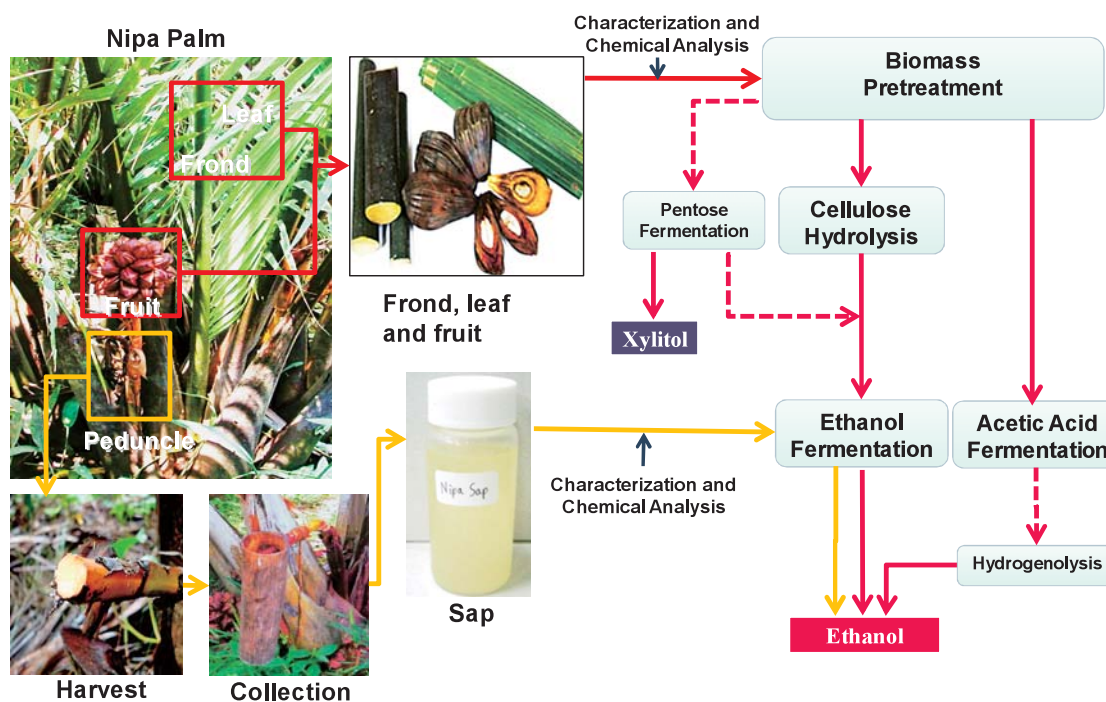 Nipa Palm
Leaf
Frond
Fruit
Peduncle
Harvest
Collection
Frond, leaf
and fruit
Nipa Sap
Sap
Characterization and
Chemical Analysis
Biomass
Pretreatment
Pentose
Fermentation
Cellulose
Hydrolysis
Xylitol
Ethanol
Fermentation
Acetic Acid
Fermentation
Characterization and
Chemical Analysis
Hydrogenolysis
Ethanol